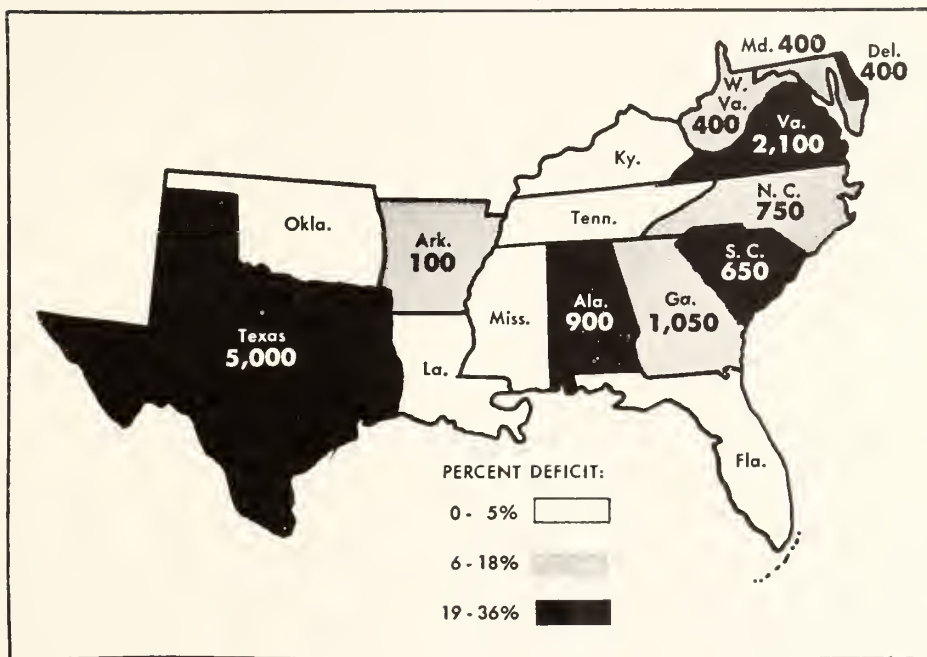 Md. 400
Del.
400
W.
Va.
400
Va.
2,100
Ky.
N. C.
750
Okla.
Tenn.
Ark.
100
S. C.
650
Miss.
Ala.
900
Ga.
1,050
Texas
5,000
La.
Fla.
PERCENT DEFICIT:
0 - 5%
6 - 18%
19 - 36%